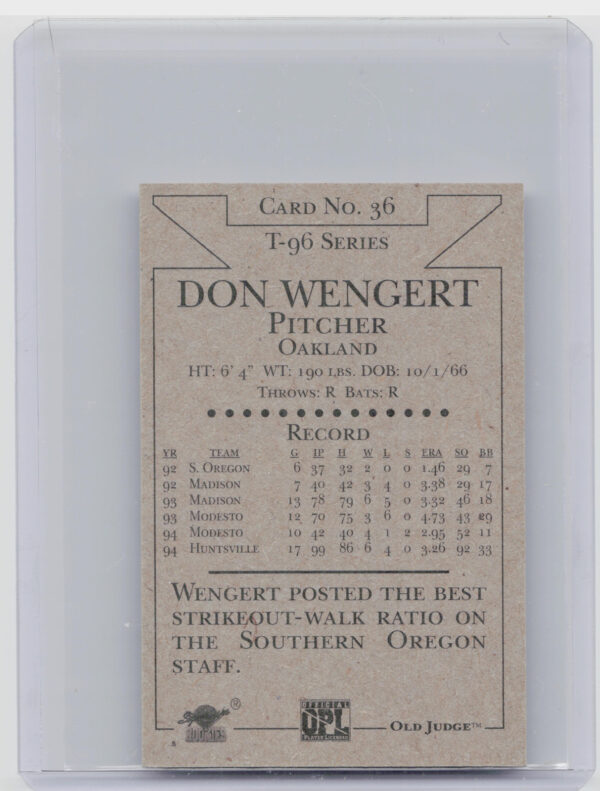 CARD NO. 36
T-96 SERIES
DON WENGERT
PITCHER
OAKLAND
HT: 6' 4" WT: 190 LBS. DOB: 10/1/66
THROWS: R BATS: R
RECORD
YR TEAM G IP H W L S ERA SO BB
92 S. OREGON 6 37 32 2 0 0 1.46 29 7
92 MADISON 7 40 42 3 4 0 3.38 29 17
93 MADISON 13 78 79 6 5 0 3.32 46 18
93 MODESTO 12 70 75 3 6 0 4.73 43 29
94 MODESTO 10 42 40 4 1 2 2.95 52 11
94 HUNTSVILLE 17 99 86 6 4 0 3.26 92 33
WENGERT POSTED THE BEST
STRIKEOUT-WALK RATIO ON
THE SOUTHERN OREGON
STAFF.
®
OFFICIAL
UPL
PLAYER LICENSEE
OLD JUDGE™